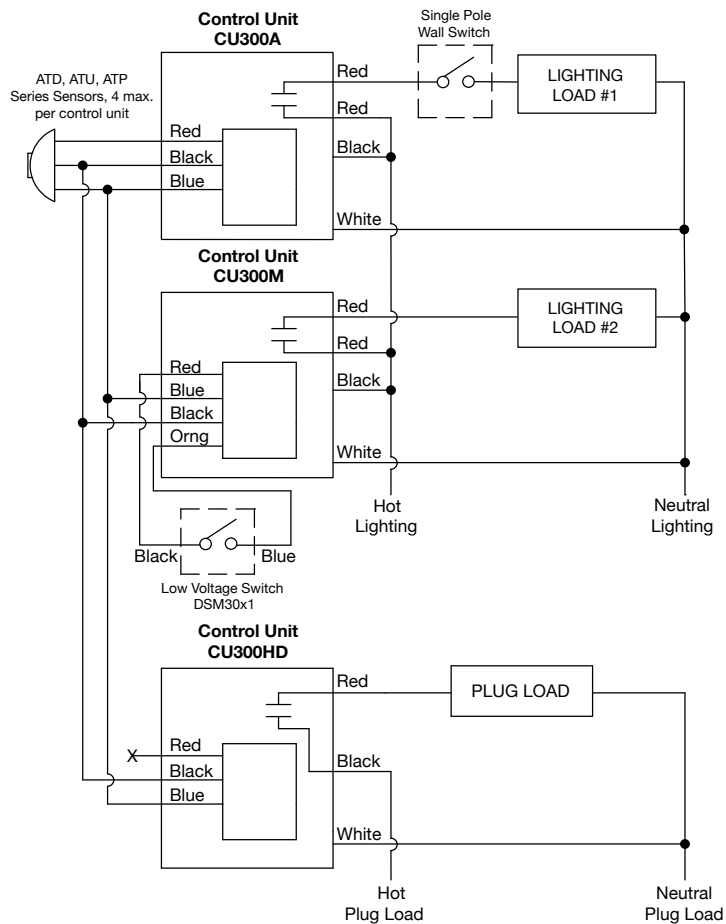 Control Unit
CU300A
Single Pole
Wall Switch
ATD, ATU, ATP
Series Sensors, 4 max.
per control unit
Red
LIGHTING
LOAD #1
Red
Red
Black
Black
Blue
White
Control Unit
CU300M
Red
LIGHTING
LOAD #2
Red
Red
Blue
Black
Black
Orng
White
Hot
Lighting
Neutral
Lighting
Black
Blue
Low Voltage Switch
DSM30x1
Control Unit
CU300HD
Red
PLUG LOAD
X
Red
Black
Black
Blue
White
Hot
Plug Load
Neutral
Plug Load